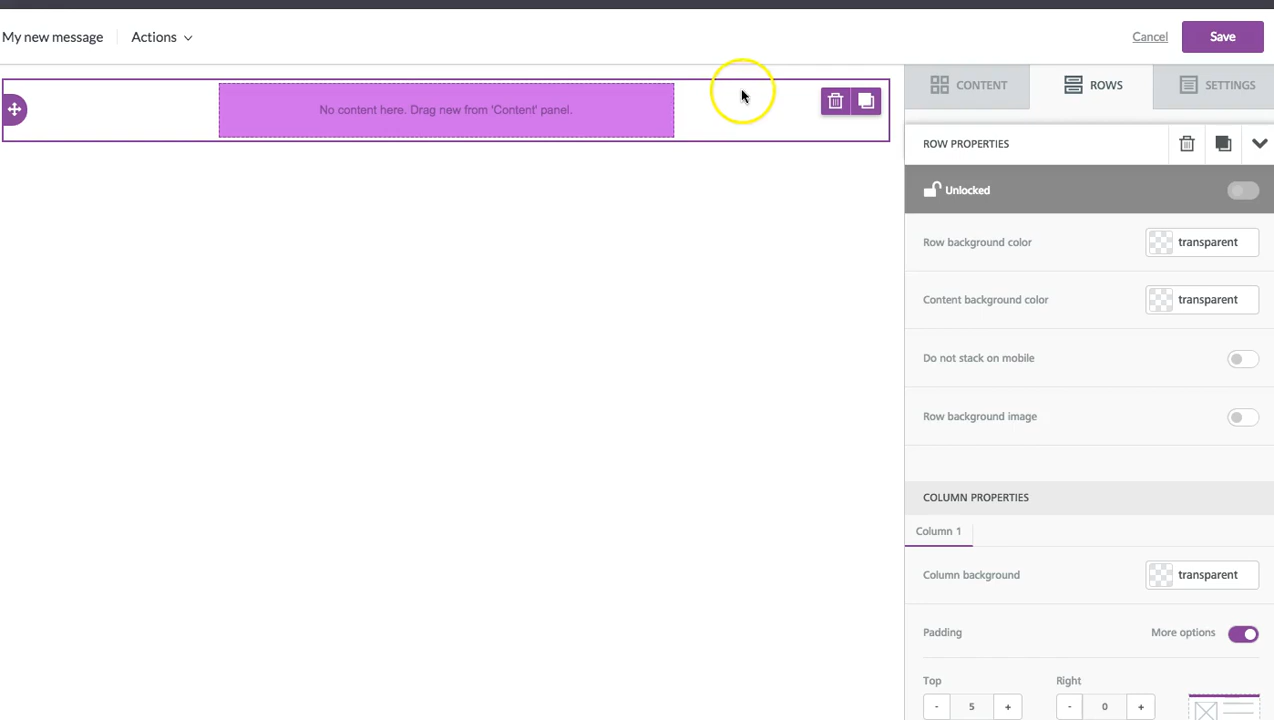 My new message
Actions
Cancel
Save
No content here. Drag new from 'Content' panel.
CONTENT
ROWS
SETTINGS
ROW PROPERTIES
Unlocked
Row background color
transparent
Content background color
transparent
Do not stack on mobile
Row background image
COLUMN PROPERTIES
Column 1
Column background
transparent
Padding
More options
Top
Right
- 5 +
- 0 +